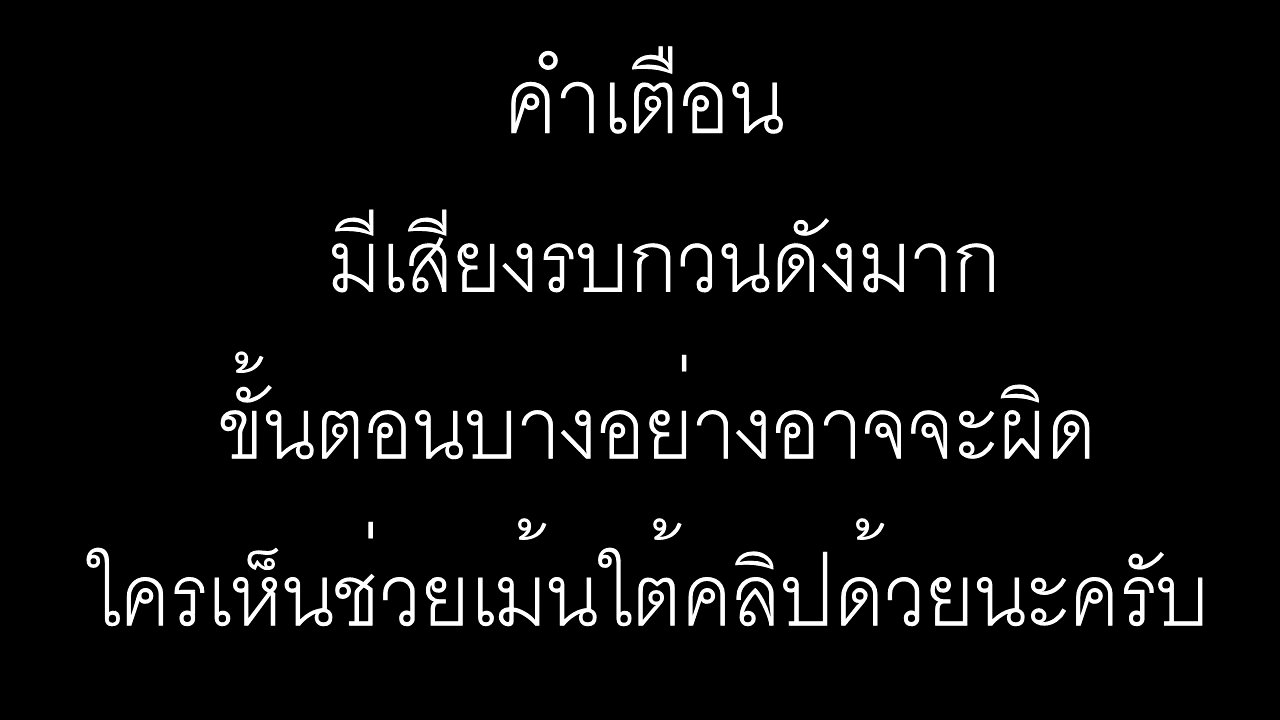 คำเตือน
มีเสียงรบกวนดังมาก
ขั้นตอนบางอย่างอาจจะผิด
ใครเห็นช่วยเม้นใต้คลิปด้วยนะครับ